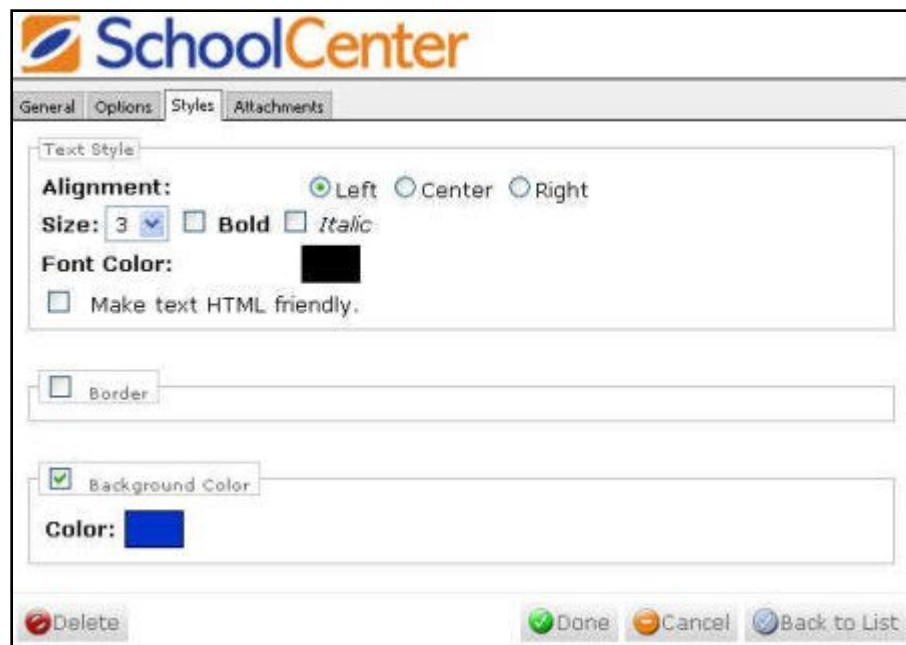 SchoolCenter
General Options Styles Attachments
Text Style
Alignment: Left Center Right
Size: 3 Bold Italic
Font Color:
Make text HTML friendly.
Border
Background Color
Color:
Delete Done Cancel Back to List